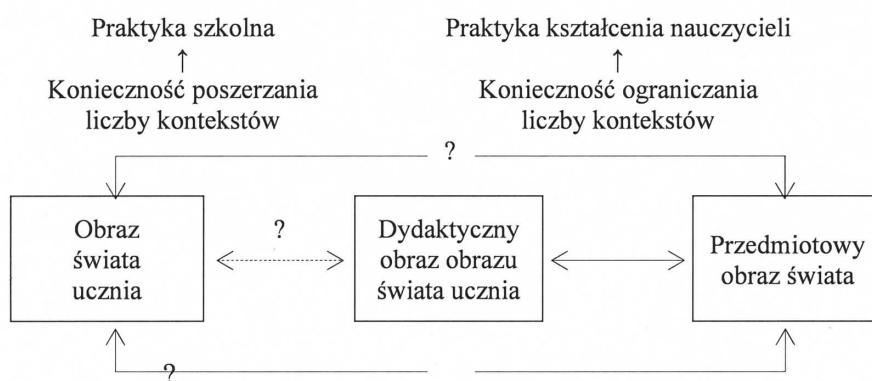 Praktyka szkolna
Praktyka kształcenia nauczycieli
↑
↑
Konieczność poszerzania
liczby kontekstów
Konieczność ograniczania
liczby kontekstów
?
Obraz
świata
ucznia
?
Dydaktyczny
obraz obrazu
świata ucznia
Przedmiotowy
obraz świata
?